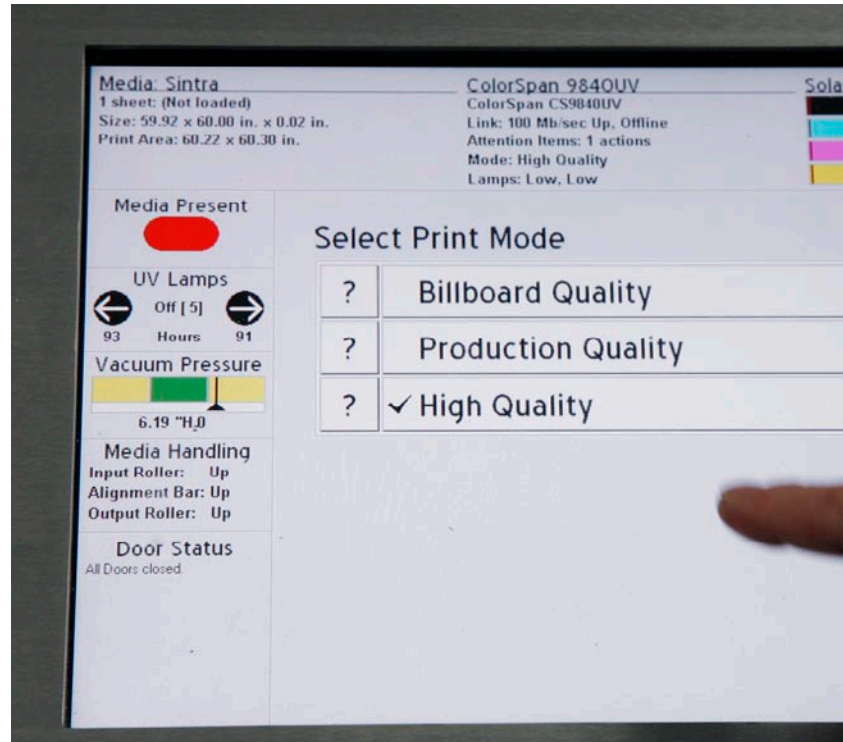 Media: Sintra
1 sheet: (Not loaded)
Size: 59.92 x 60.00 in. x 0.02 in.
Print Area: 60.22 x 60.30 in.
ColorSpan 9840UV
ColorSpan CS9840UV
Link: 100 Mb/sec Up, Offline
Attention Items: 1 actions
Mode: High Quality
Lamps: Low, Low
Sola
Media Present
UV Lamps
Off [ 5]
93 Hours 91
Vacuum Pressure
6.19 "H2O
Media Handling
Input Roller: Up
Alignment Bar: Up
Output Roller: Up
Door Status
All Doors closed.
Select Print Mode
? Billboard Quality
? Production Quality
? ✓ High Quality